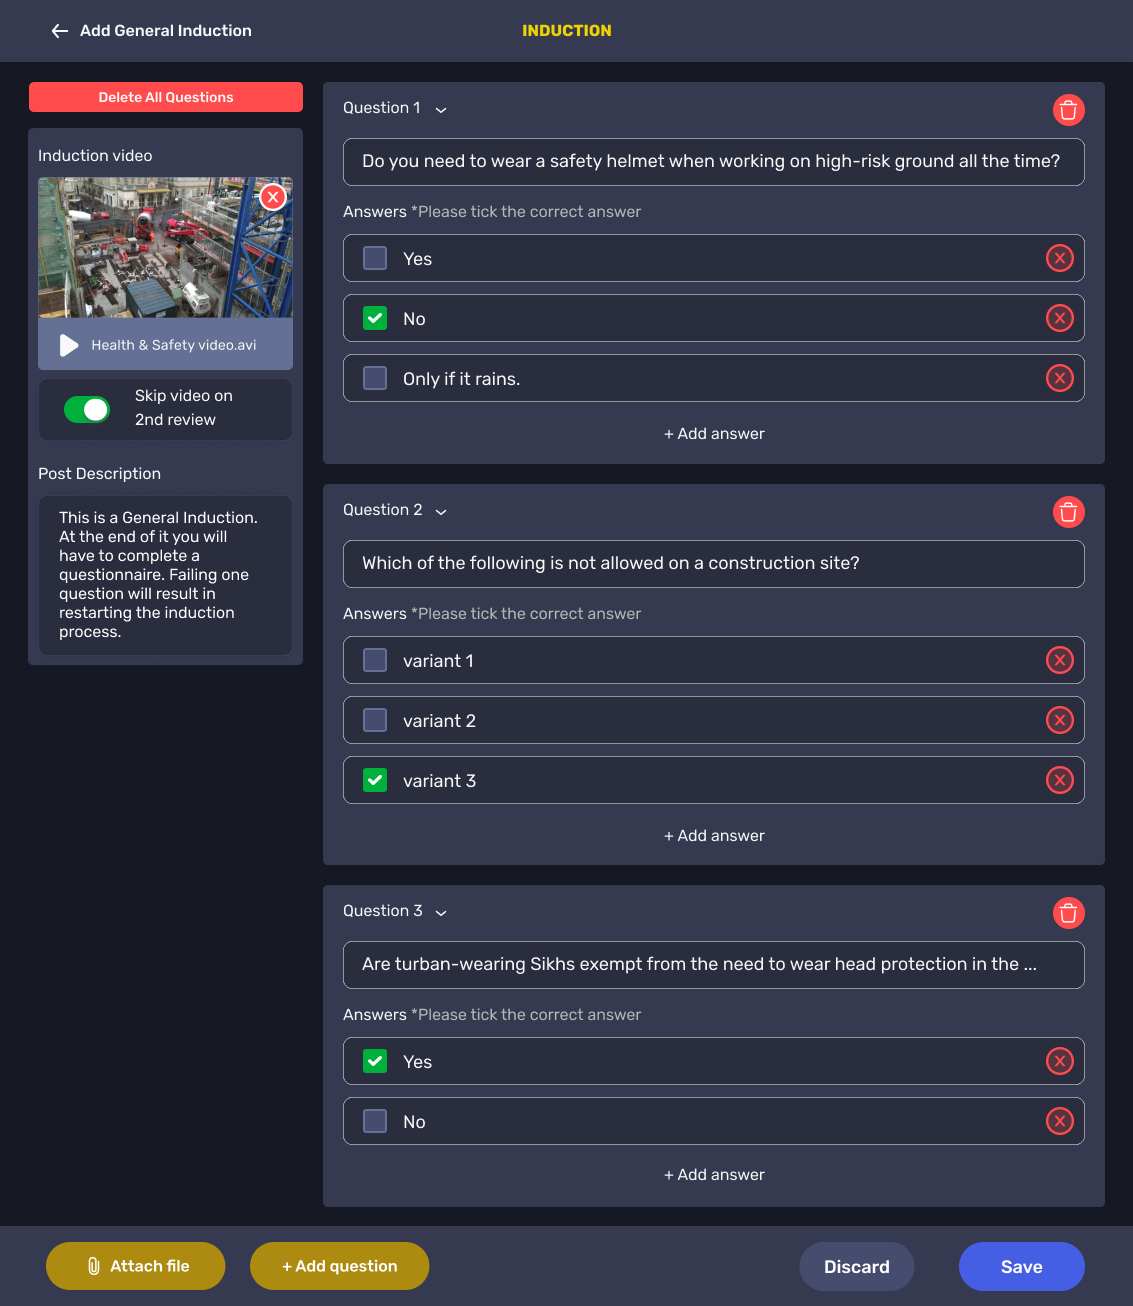 Add General Induction
INDUCTION
Delete All Questions
Induction video
Health & Safety video.avi
Skip video on
2nd review
Post Description
This is a General Induction.
At the end of it you will
have to complete a
questionnaire. Failing one
question will result in
restarting the induction
process.
Question 1
Do you need to wear a safety helmet when working on high-risk ground all the time?
Answers *Please tick the correct answer
Yes
No
Only if it rains.
+ Add answer
Question 2
Which of the following is not allowed on a construction site?
Answers *Please tick the correct answer
variant 1
variant 2
variant 3
+ Add answer
Question 3
Are turban-wearing Sikhs exempt from the need to wear head protection in the ...
Answers *Please tick the correct answer
Yes
No
+ Add answer
Attach file
+ Add question
Discard
Save